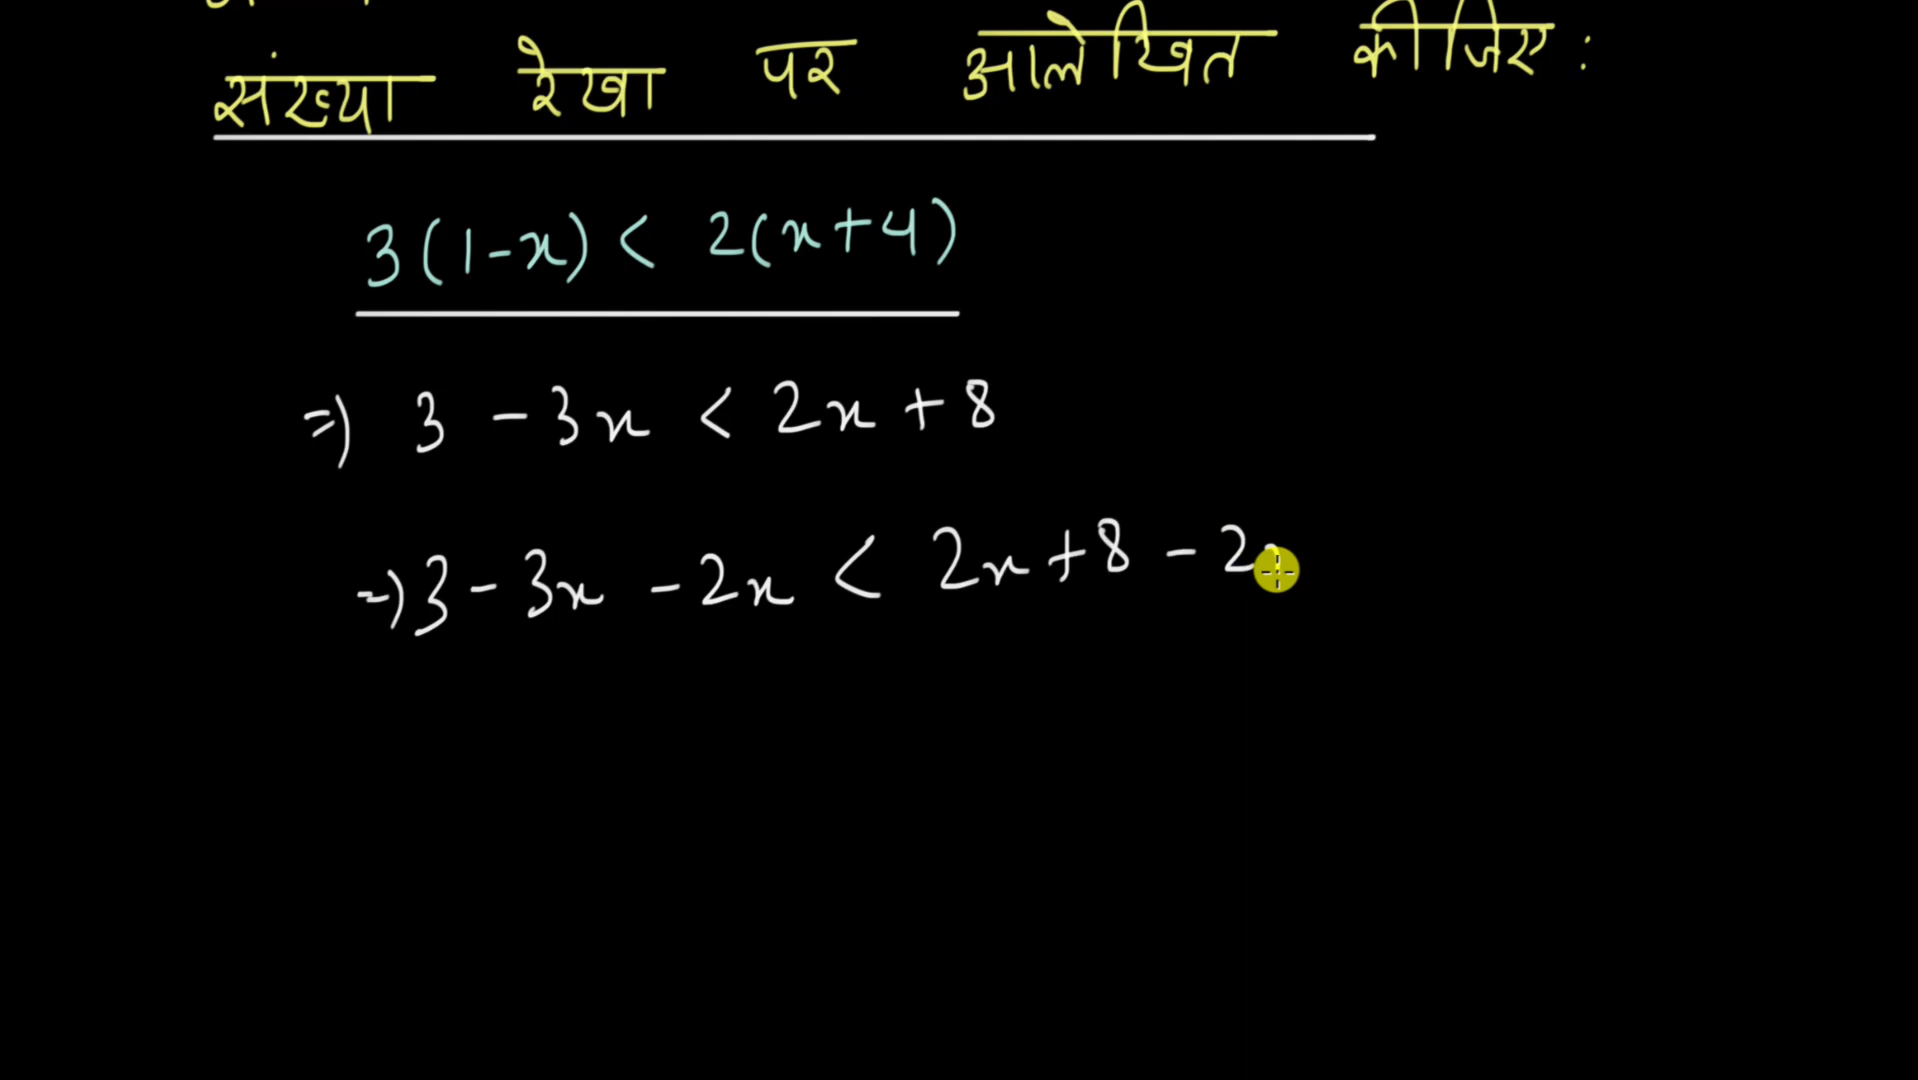 संख्या रेखा पर आलेखित कीजिए :
3(1-x) < 2(x+4)
=) 3 - 3x < 2x + 8
=) 3 - 3x - 2x < 2x + 8 - 2